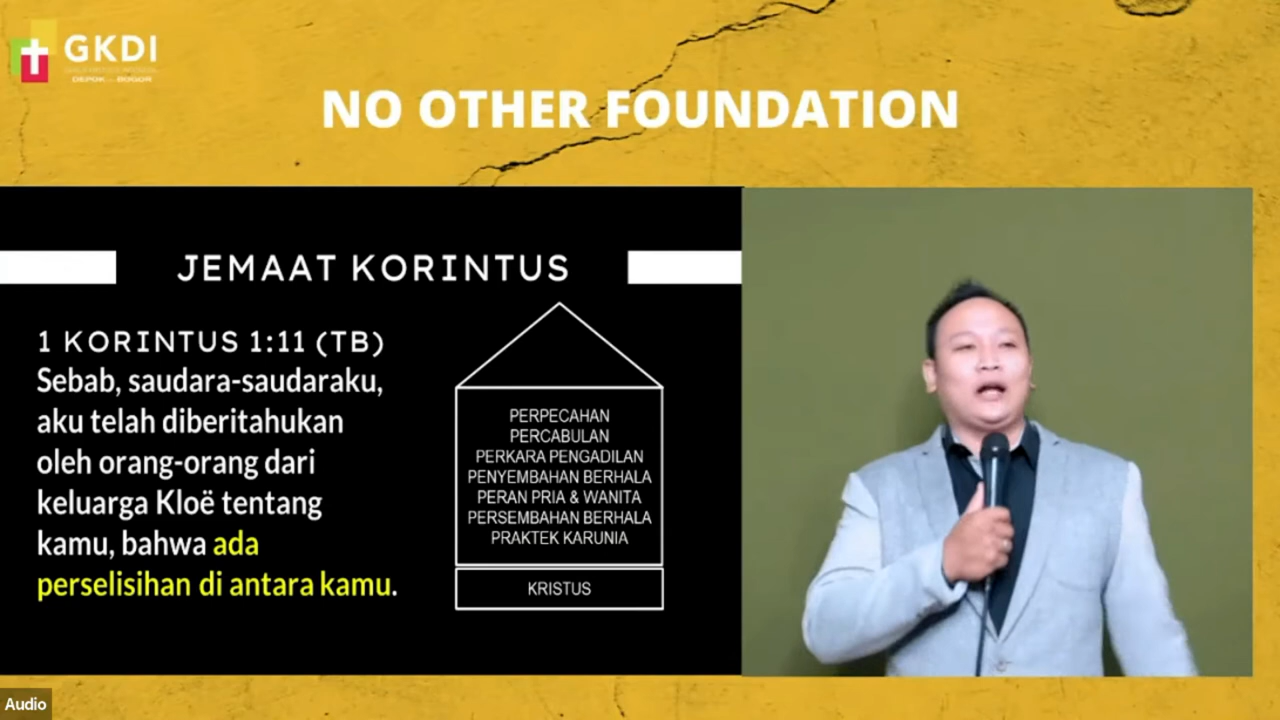 GKDI
DEPOK BOGOR
NO OTHER FOUNDATION
JEMAAT KORINTUS
1 KORINTUS 1:11 (TB)
Sebab, saudara-saudaraku,
aku telah diberitahukan
oleh orang-orang dari
keluarga Kloë tentang
kamu, bahwa ada
perselisihan di antara kamu.
PERPECAHAN
PERCABULAN
PERKARA PENGADILAN
PENYEMBAHAN BERHALA
PERAN PRIA & WANITA
PERSEMBAHAN BERHALA
PRAKTEK KARUNIA
KRISTUS
Audio